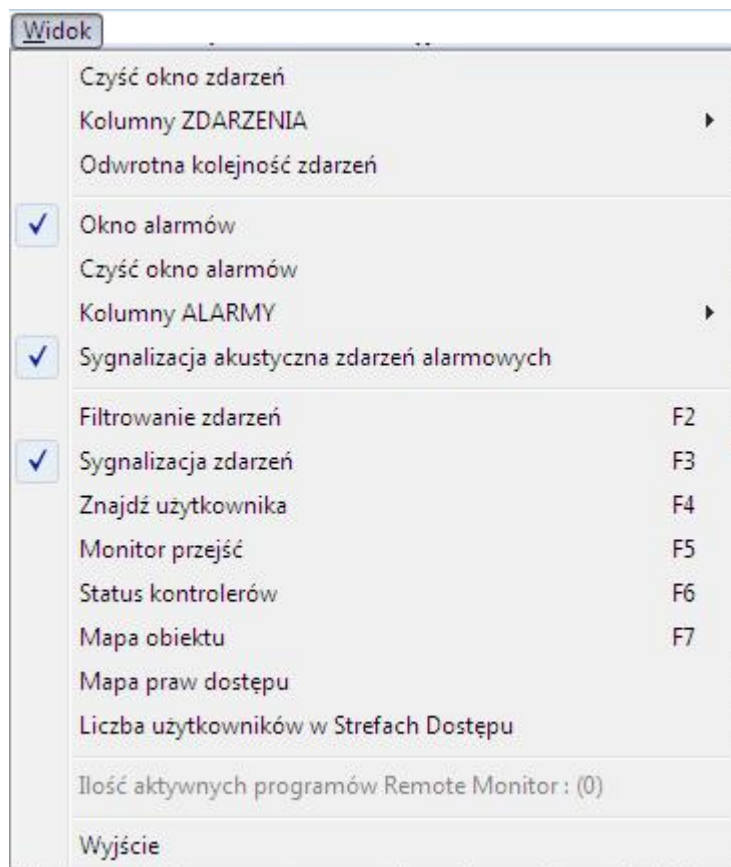 Widok
Czyść okno zdarzeń
Kolumny ZDARZENIA
Odwrotna kolejność zdarzeń
Okno alarmów
Czyść okno alarmów
Kolumny ALARMY
Sygnalizacja akustyczna zdarzeń alarmowych
Filtrowanie zdarzeń F2
Sygnalizacja zdarzeń F3
Znajdź użytkownika F4
Monitor przejść F5
Status kontrolerów F6
Mapa obiektu F7
Mapa praw dostępu
Liczba użytkowników w Strefach Dostępu
Ilość aktywnych programów Remote Monitor : (0)
Wyjście